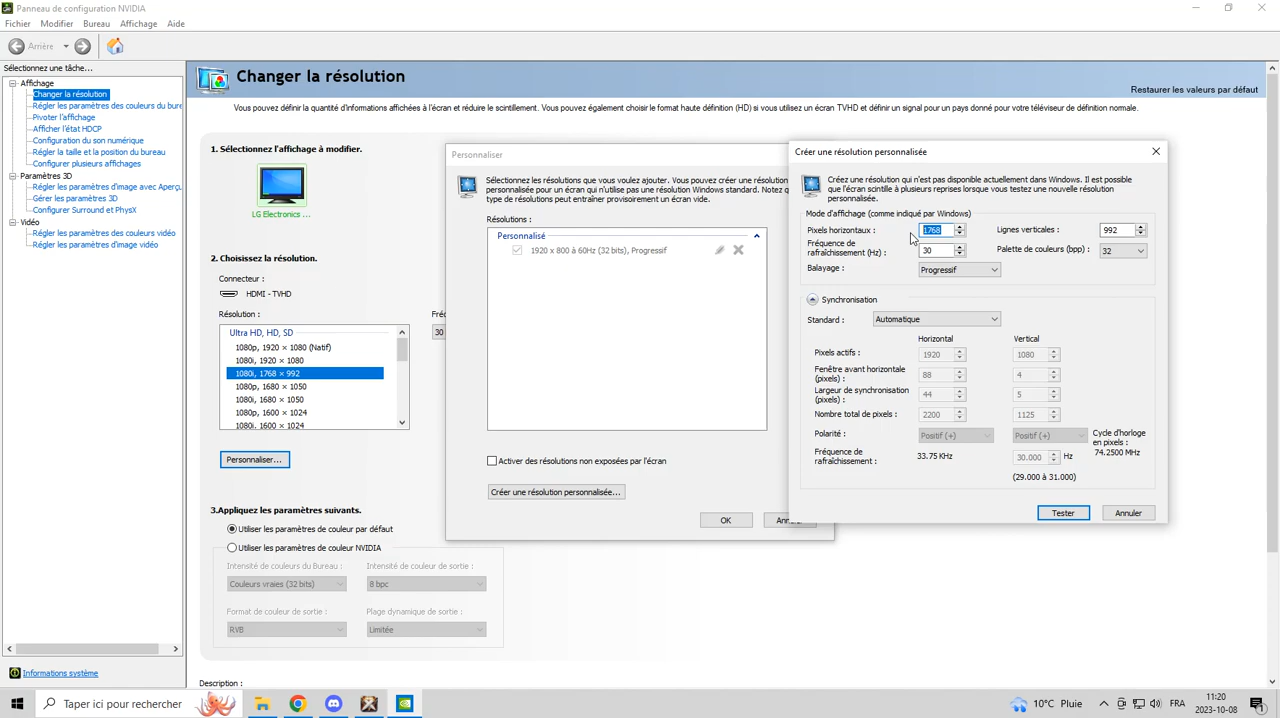 Panneau de configuration NVIDIA
Fichier Modifier Bureau Affichage Aide
Arrière
Sélectionnez une tâche...
Affichage
Changer la résolution
Régler les paramètres des couleurs du bure
Pivoter l'affichage
Afficher l'état HDCP
Configuration du son numérique
Régler la taille et la position du bureau
Configurer plusieurs affichages
Paramètres 3D
Régler les paramètres d'image avec Aperçu
Gérer les paramètres 3D
Configurer Surround et PhysX
Vidéo
Régler les paramètres des couleurs vidéo
Régler les paramètres d'image vidéo
Informations système
Changer la résolution
Restaurer les valeurs par défaut
Vous pouvez définir la quantité d'informations affichées à l'écran et réduire le scintillement. Vous pouvez également choisir le format haute définition (HD) si vous utilisez un écran TVHD et définir un signal pour un pays donné pour votre téléviseur de définition normale.
1. Sélectionnez l'affichage à modifier.
LG Electronics ...
2. Choisissez la résolution.
Connecteur :
HDMI - TVHD
Résolution :
Fré
30
Ultra HD, HD, SD
1080p, 1920 × 1080 (Natif)
1080i, 1920 × 1080
1080i, 1768 × 992
1080p, 1680 × 1050
1080i, 1680 × 1050
1080p, 1600 × 1024
1080i, 1600 × 1024
Personnaliser...
3.Appliquez les paramètres suivants.
Utiliser les paramètres de couleur par défaut
Utiliser les paramètres de couleur NVIDIA
Intensité de couleurs du Bureau : Intensité de couleur de sortie :
Couleurs vraies (32 bits) 8 bpc
Format de couleur de sortie : Plage dynamique de sortie :
RVB Limitée
Description :
Personnaliser
Sélectionnez les résolutions que vous voulez ajouter. Vous pouvez créer une résolution
personnalisée pour un écran qui n'utilise pas une résolution Windows standard. Notez q
type de résolutions peut entraîner provisoirement un écran vide.
Résolutions :
Personnalisé
1920 x 800 à 60Hz (32 bits), Progressif
Activer des résolutions non exposées par l'écran
Créer une résolution personnalisée...
OK Annu
Créer une résolution personnalisée
Créez une résolution qui n'est pas disponible actuellement dans Windows. Il est possible
que l'écran scintille à plusieurs reprises lorsque vous testez une nouvelle résolution
personnalisée.
Mode d'affichage (comme indiqué par Windows)
Pixels horizontaux : 1768 Lignes verticales : 992
Fréquence de
rafraîchissement (Hz) : 30 Palette de couleurs (bpp) : 32
Balayage : Progressif
Synchronisation
Standard : Automatique
Horizontal Vertical
Pixels actifs : 1920 1080
Fenêtre avant horizontale
(pixels) : 88 4
Largeur de synchronisation
(pixels) : 44 5
Nombre total de pixels : 2200 1125
Polarité : Positif (+) Positif (+) Cycle d'horloge
en pixels :
Fréquence de
rafraîchissement : 33.75 KHz 30.000 Hz 74.2500 MHz
(29.000 à 31.000)
Tester Annuler
Taper ici pour rechercher
10°C Pluie
FRA
11:20
2023-10-08
1